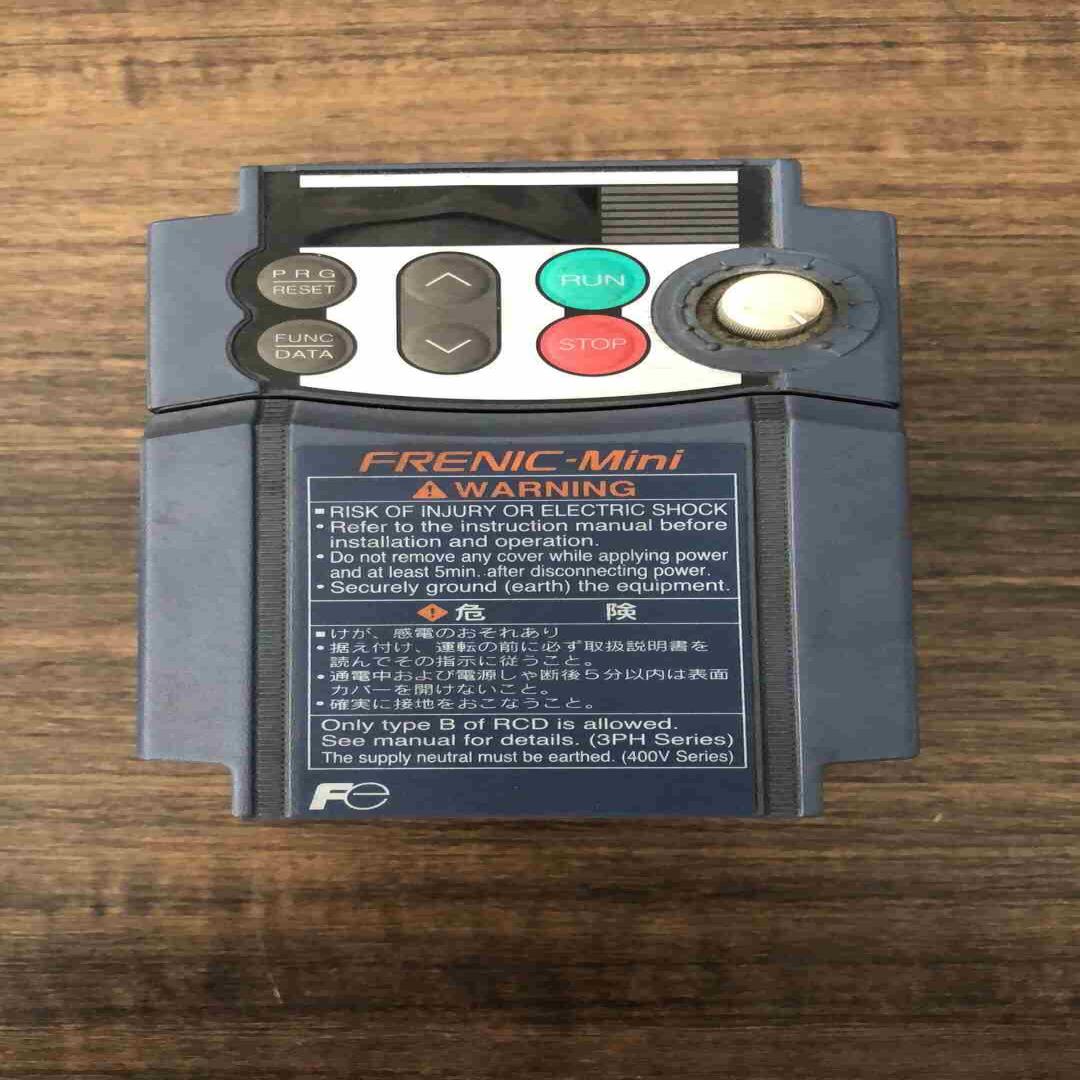 PRG
RESET
RUN
FUNC
DATA
STOP
FRENIC-Mini
WARNING
▪ RISK OF INJURY OR ELECTRIC SHOCK
• Refer to the instruction manual before
installation and operation.
• Do not remove any cover while applying power
and at least 5min. after disconnecting power.
• Securely ground (earth) the equipment.
危 険
▪ けが、感電のおそれあり
• 据え付け、運転の前に必ず取扱説明書を
読んでその指示に従うこと。
• 通電中および電源しゃ断後5分以内は表面
カバーを開けないこと。
• 確実に接地をおこなうこと。
Only type B of RCD is allowed.
See manual for details. (3PH Series)
The supply neutral must be earthed. (400V Series)
Fe